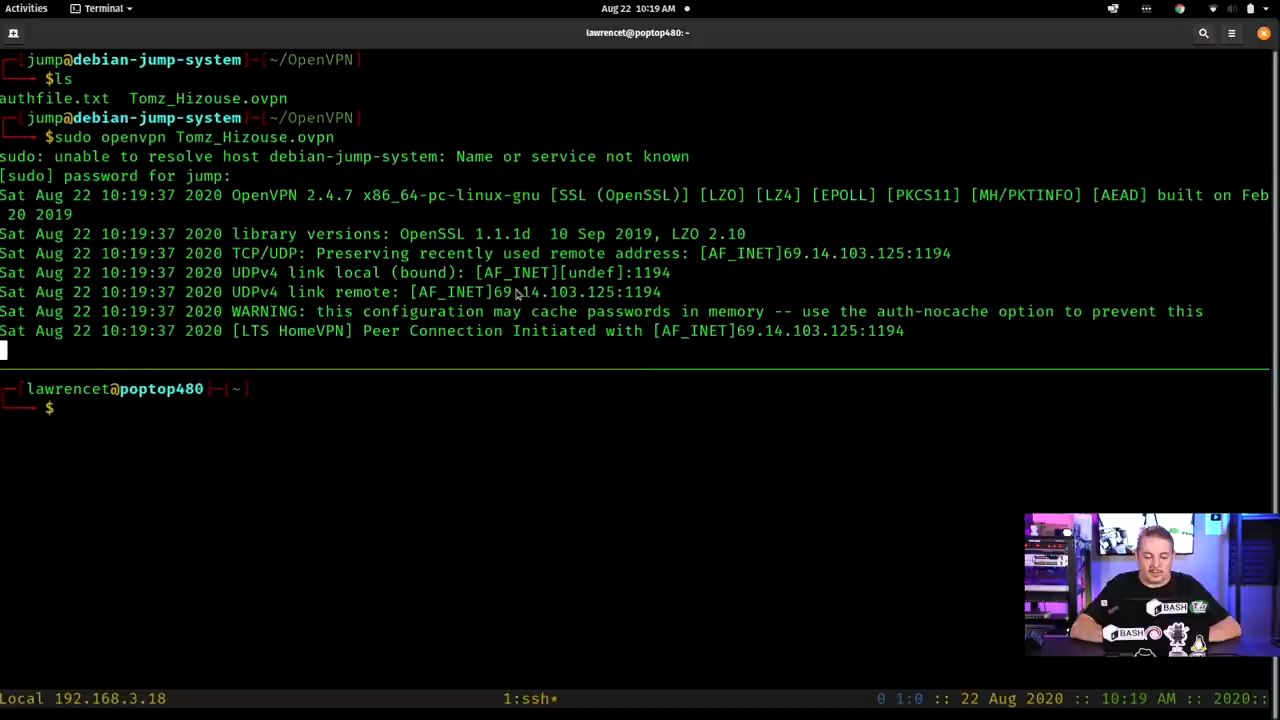 Activities
Terminal
Aug 22 10:19 AM
lawrencet@poptop480: ~
[jump@debian-jump-system]-[~/OpenVPN]
$ls
authfile.txt  Tomz_Hizouse.ovpn
[jump@debian-jump-system]-[~/OpenVPN]
$sudo openvpn Tomz_Hizouse.ovpn
sudo: unable to resolve host debian-jump-system: Name or service not known
[sudo] password for jump:
Sat Aug 22 10:19:37 2020 OpenVPN 2.4.7 x86_64-pc-linux-gnu [SSL (OpenSSL)] [LZO] [LZ4] [EPOLL] [PKCS11] [MH/PKTINFO] [AEAD] built on Feb
20 2019
Sat Aug 22 10:19:37 2020 library versions: OpenSSL 1.1.1d  10 Sep 2019, LZO 2.10
Sat Aug 22 10:19:37 2020 TCP/UDP: Preserving recently used remote address: [AF_INET]69.14.103.125:1194
Sat Aug 22 10:19:37 2020 UDPv4 link local (bound): [AF_INET][undef]:1194
Sat Aug 22 10:19:37 2020 UDPv4 link remote: [AF_INET]69.14.103.125:1194
Sat Aug 22 10:19:37 2020 WARNING: this configuration may cache passwords in memory -- use the auth-nocache option to prevent this
Sat Aug 22 10:19:37 2020 [LTS HomeVPN] Peer Connection Initiated with [AF_INET]69.14.103.125:1194
[lawrencet@poptop480]-[~]
$
BASH
BASH
Local 192.168.3.18
1:ssh*
0 1:0 :: 22 Aug 2020 :: 10:19 AM :: 2020::